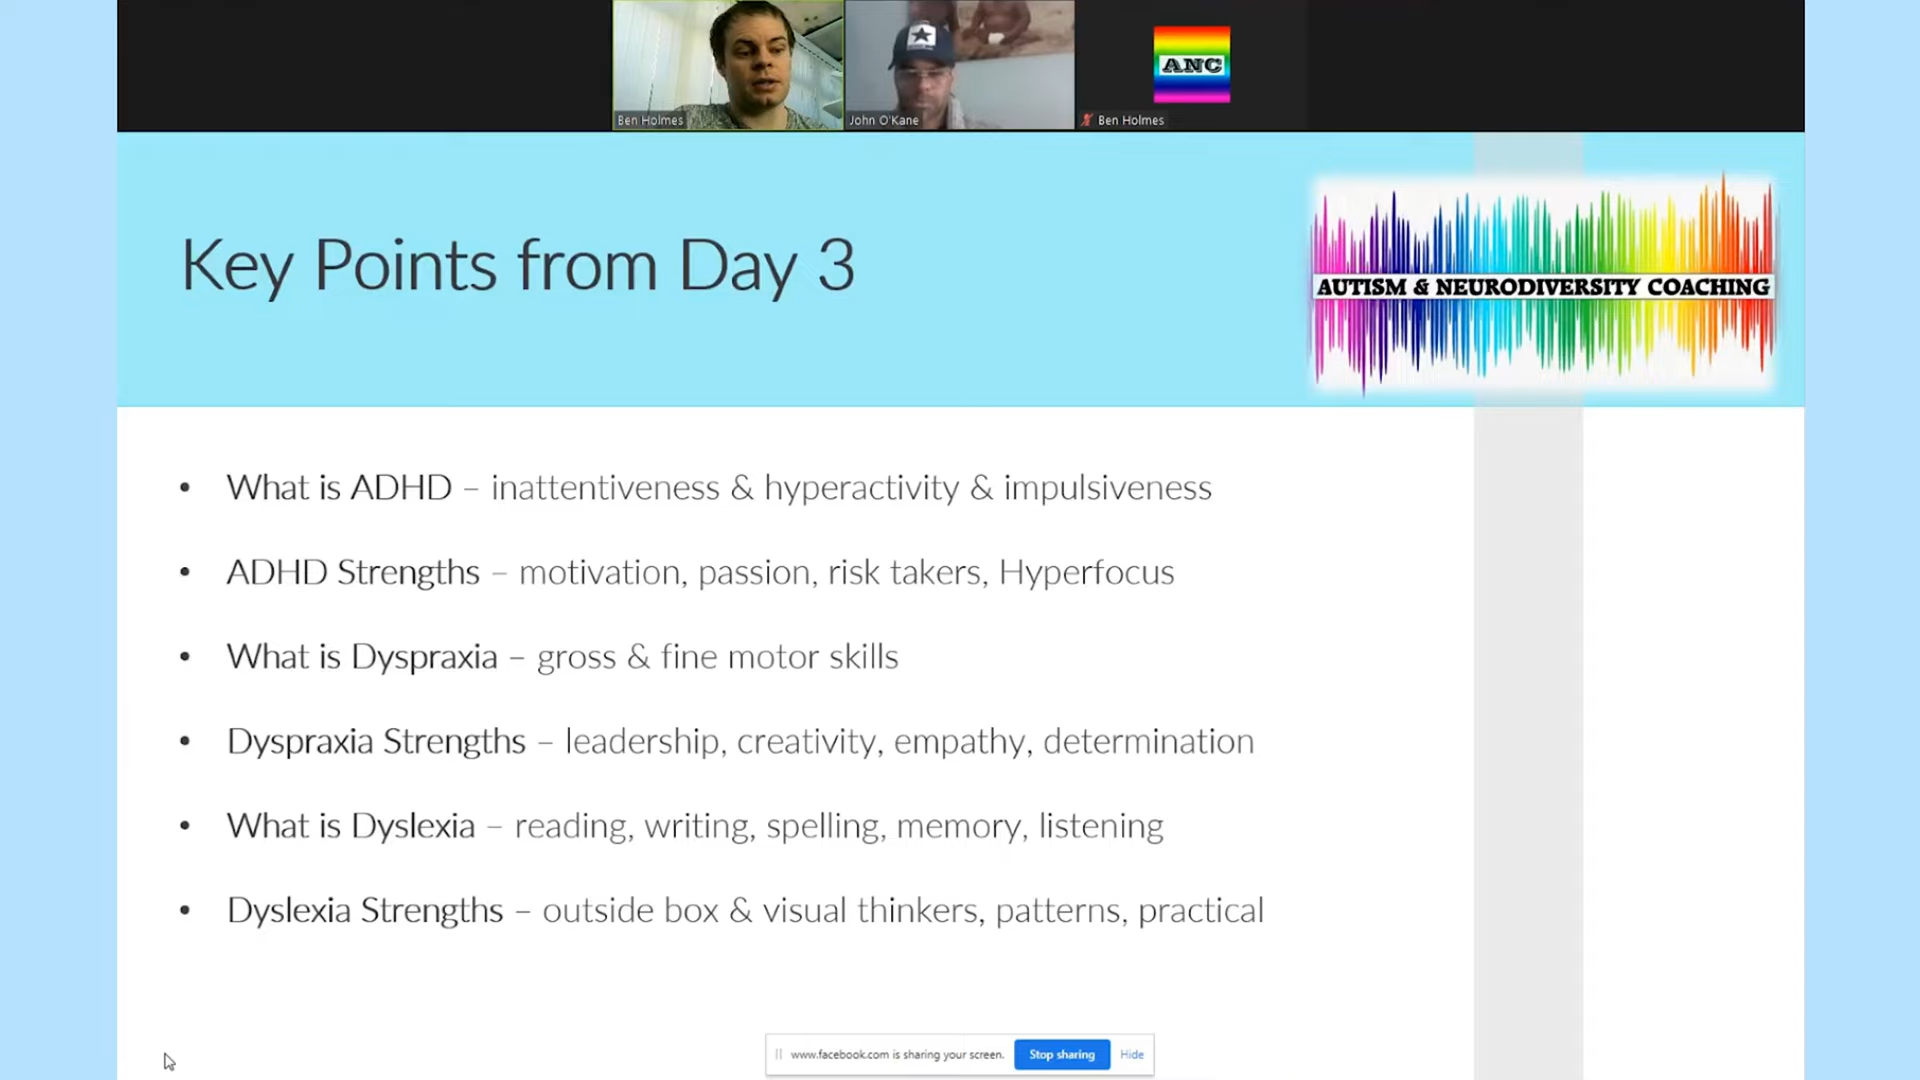 ANC
Ben Holmes
John O'Kane
Ben Holmes
Key Points from Day 3
AUTISM & NEURODIVERSITY COACHING
• What is ADHD – inattentiveness & hyperactivity & impulsiveness
• ADHD Strengths – motivation, passion, risk takers, Hyperfocus
• What is Dyspraxia – gross & fine motor skills
• Dyspraxia Strengths – leadership, creativity, empathy, determination
• What is Dyslexia – reading, writing, spelling, memory, listening
• Dyslexia Strengths – outside box & visual thinkers, patterns, practical
www.facebook.com is sharing your screen. Stop sharing Hide